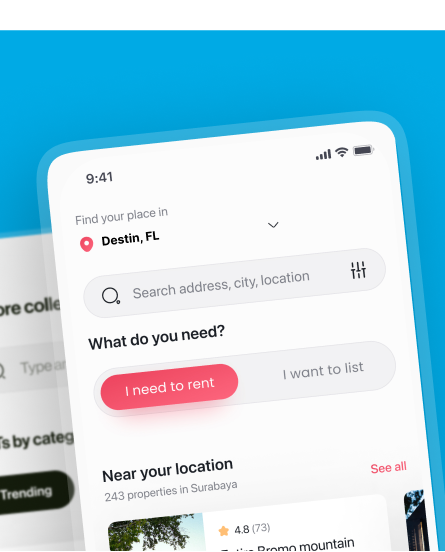 9:41
Find your place in
Destin, FL
Search address, city, location
What do you need?
I need to rent
I want to list
Near your location
243 properties in Surabaya
See all
4.8 (73)
Bromo mountain
ore colle
Type
s by categ
Trending